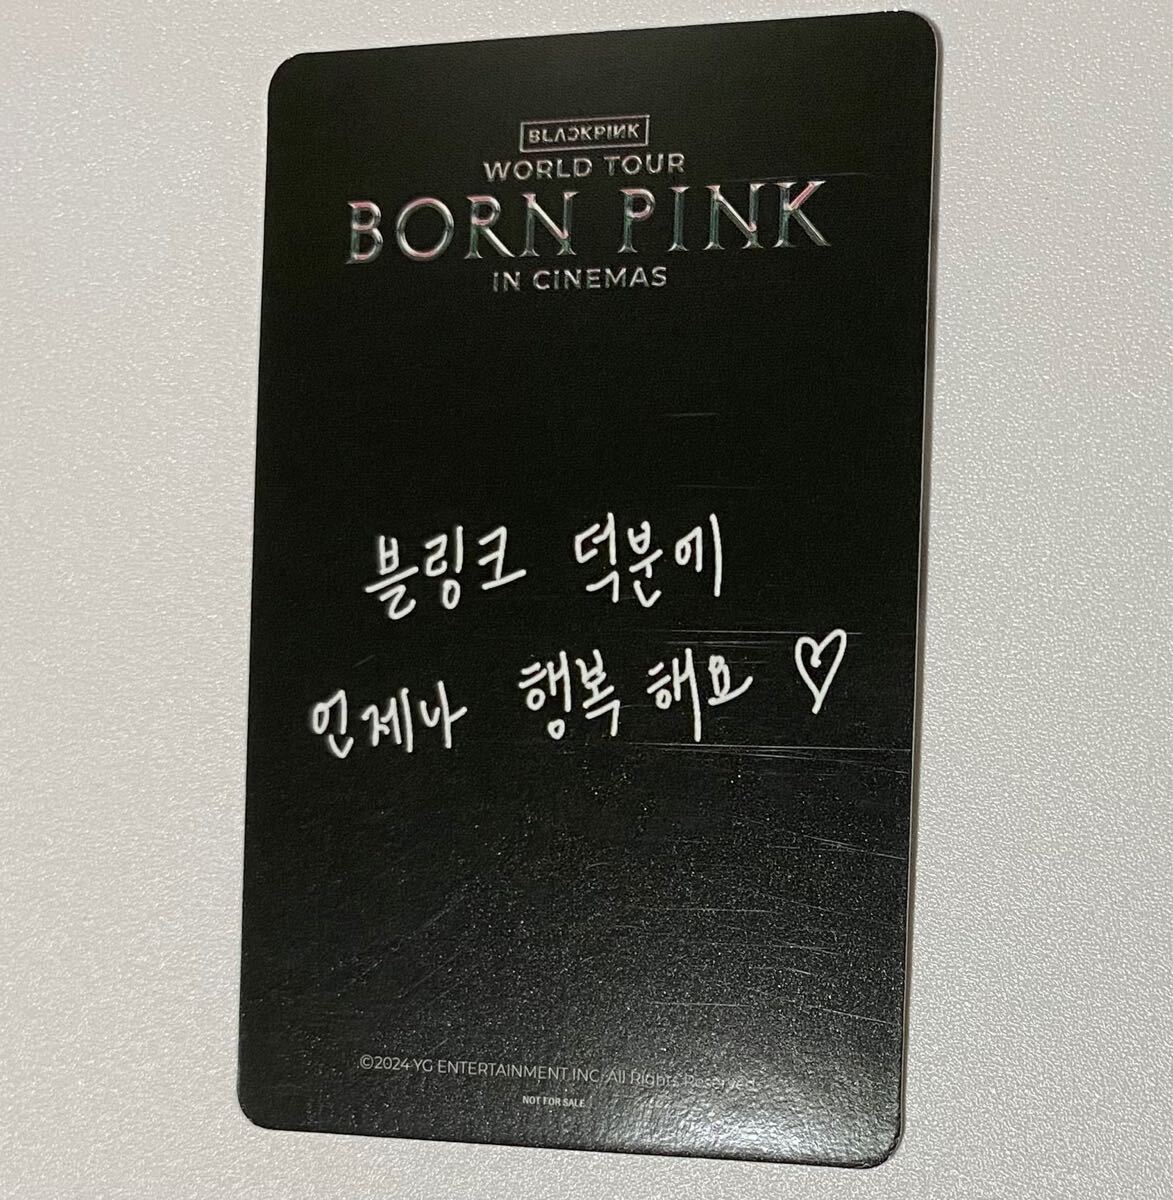 BLACKPINK
WORLD TOUR
BORN PINK
IN CINEMAS
블링크 덕분에
언제나 행복해요 ♡
©2024 YG ENTERTAINMENT INC. All Rights Reserved.
NOT FOR SALE